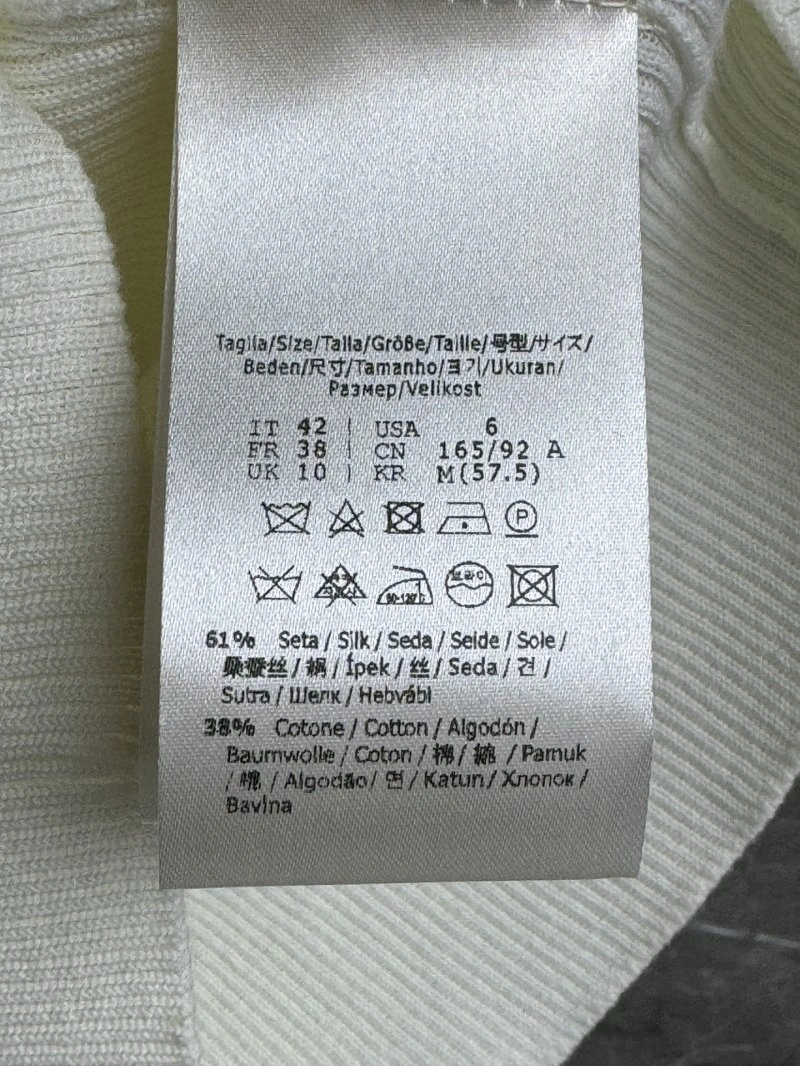 Taglia/Size/Talla/Größe/Taille/号型/サイズ/
Beden/尺寸/Tamanho/크기/Ukuran/
Размер/Velikost
IT 42 | USA 6
FR 38 | CN 165/92 A
UK 10 | KR M(57.5)
P
80-120°C
61% Seta / Silk / Seda / Seide / Soie /
桑蚕丝 / 絹 / İpek / 丝 / Seda / 견 /
Sutra / Шелк / Hebvábí
38% Cotone / Cotton / Algodón /
Baumwolle / Coton / 棉 / 綿 / Pamuk
/ 棉 / Algodão / 면 / Katun / Хлопок /
Bavlna